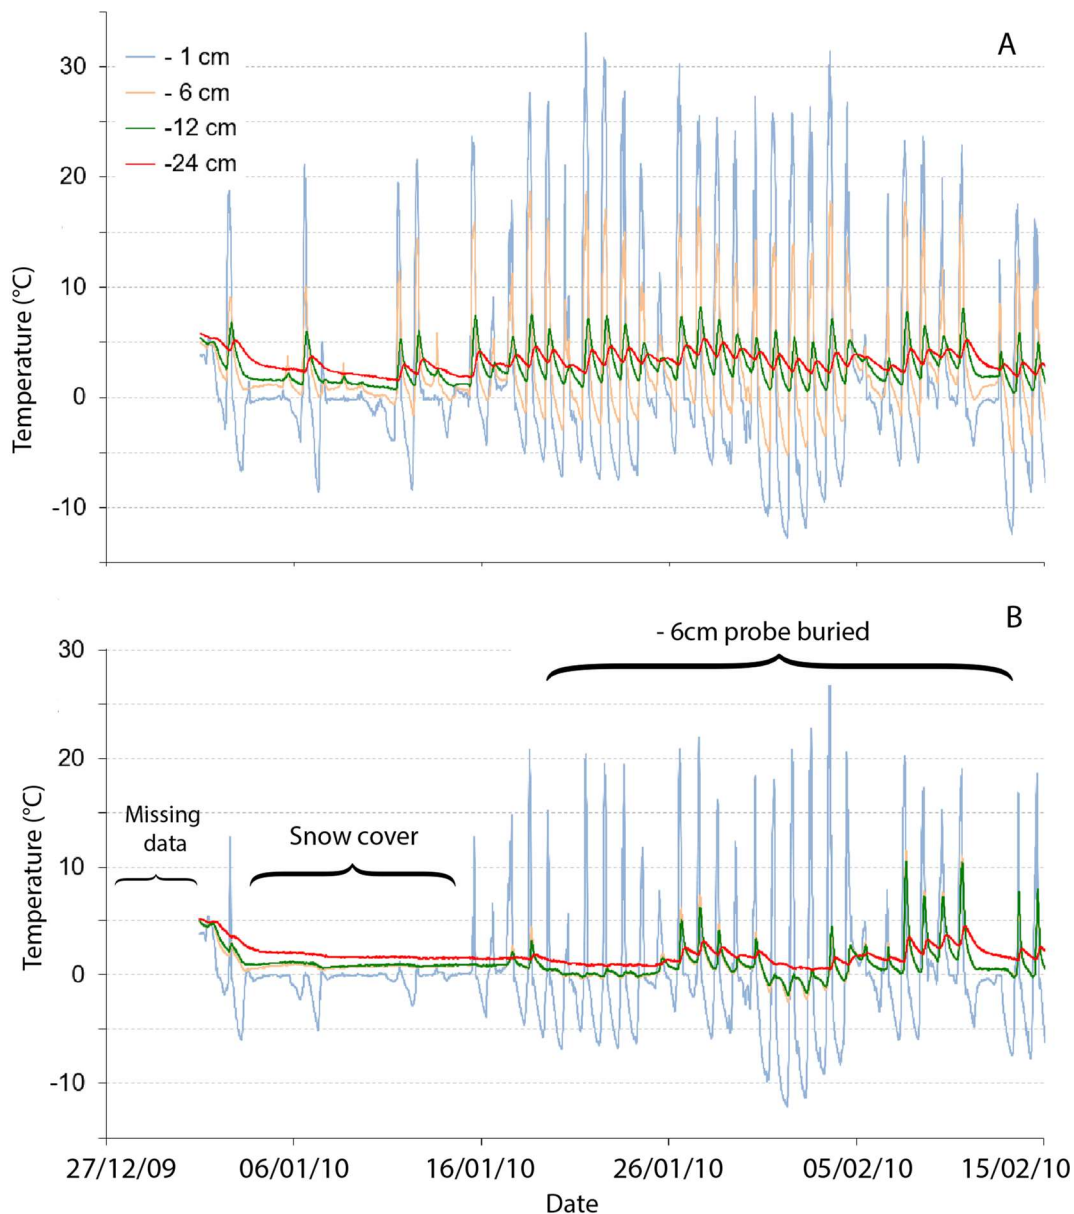 A
- 1 cm
- 6 cm
-12 cm
-24 cm
30
20
10
0
-10
Temperature (°C)
B
- 6cm probe buried
30
20
10
0
-10
Missing
data
Snow cover
Temperature (°C)
27/12/09 06/01/10 16/01/10 26/01/10 05/02/10 15/02/10
Date